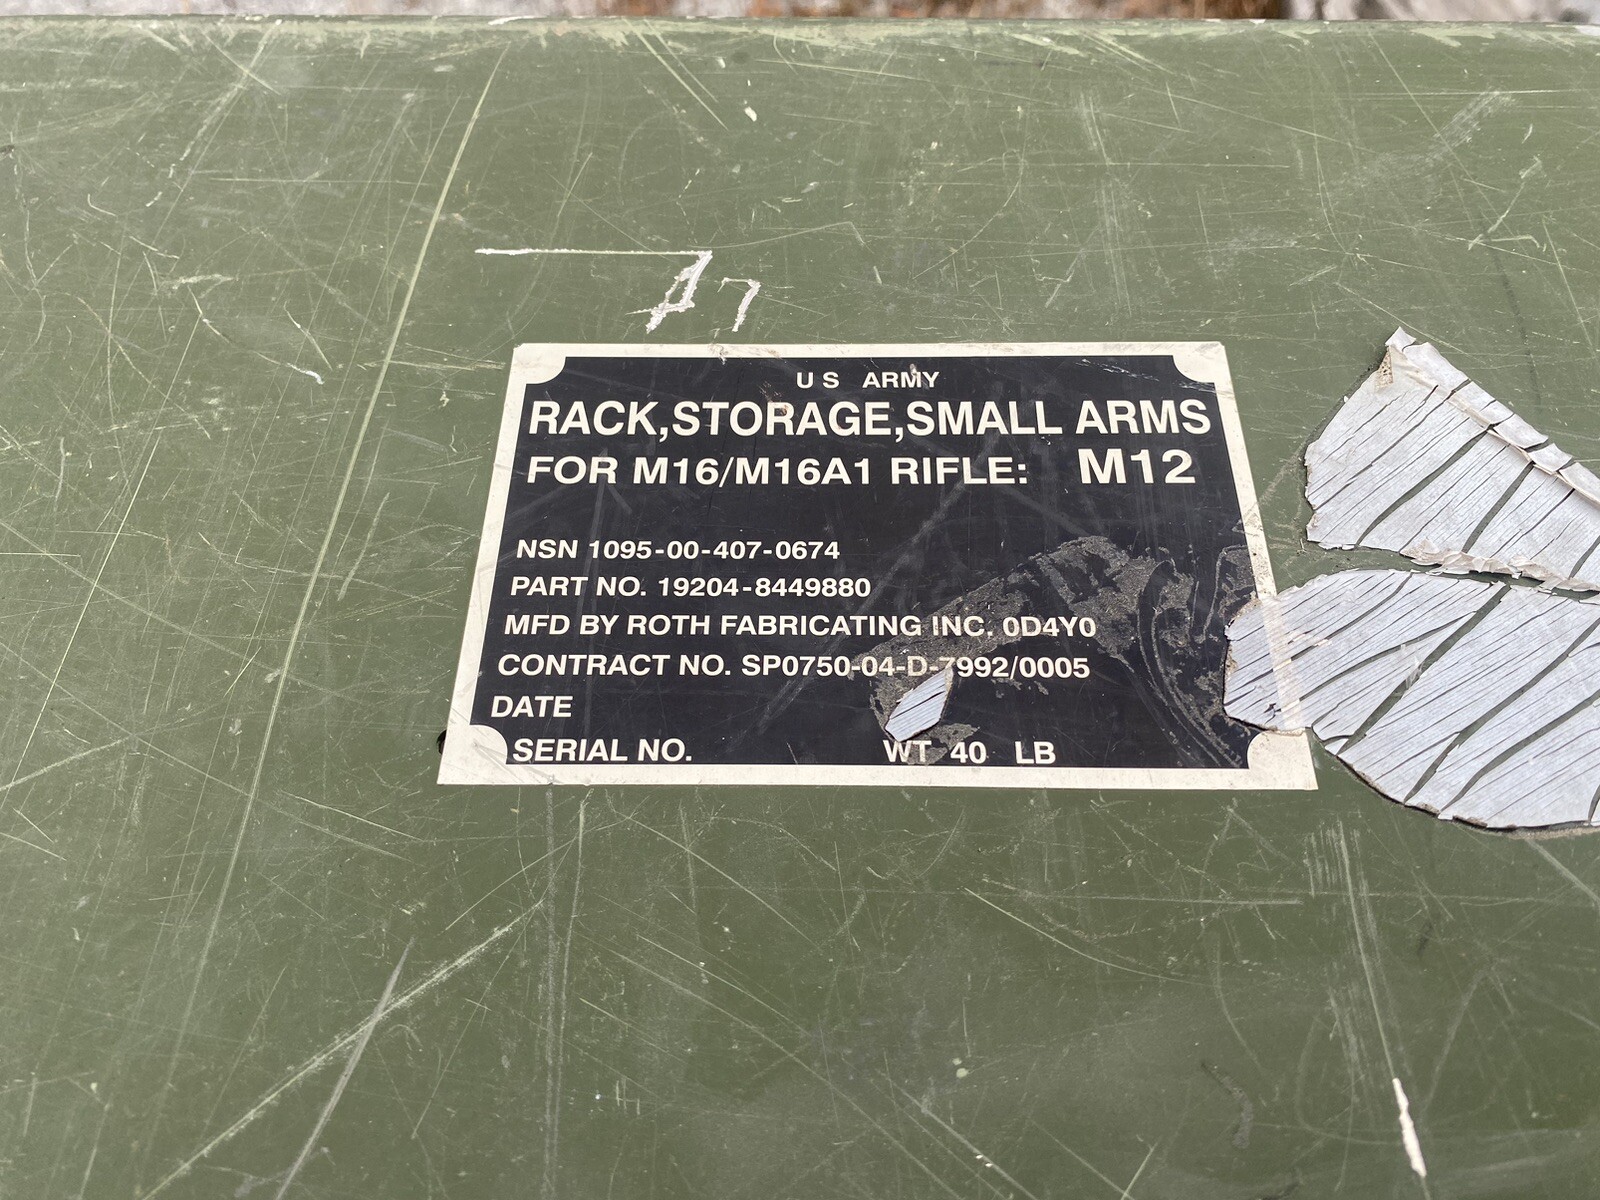 U S ARMY
RACK,STORAGE,SMALL ARMS
FOR M16/M16A1 RIFLE: M12
NSN 1095-00-407-0674
PART NO. 19204-8449880
MFD BY ROTH FABRICATING INC. 0D4Y0
CONTRACT NO. SP0750-04-D-7992/0005
DATE
SERIAL NO. WT 40 LB